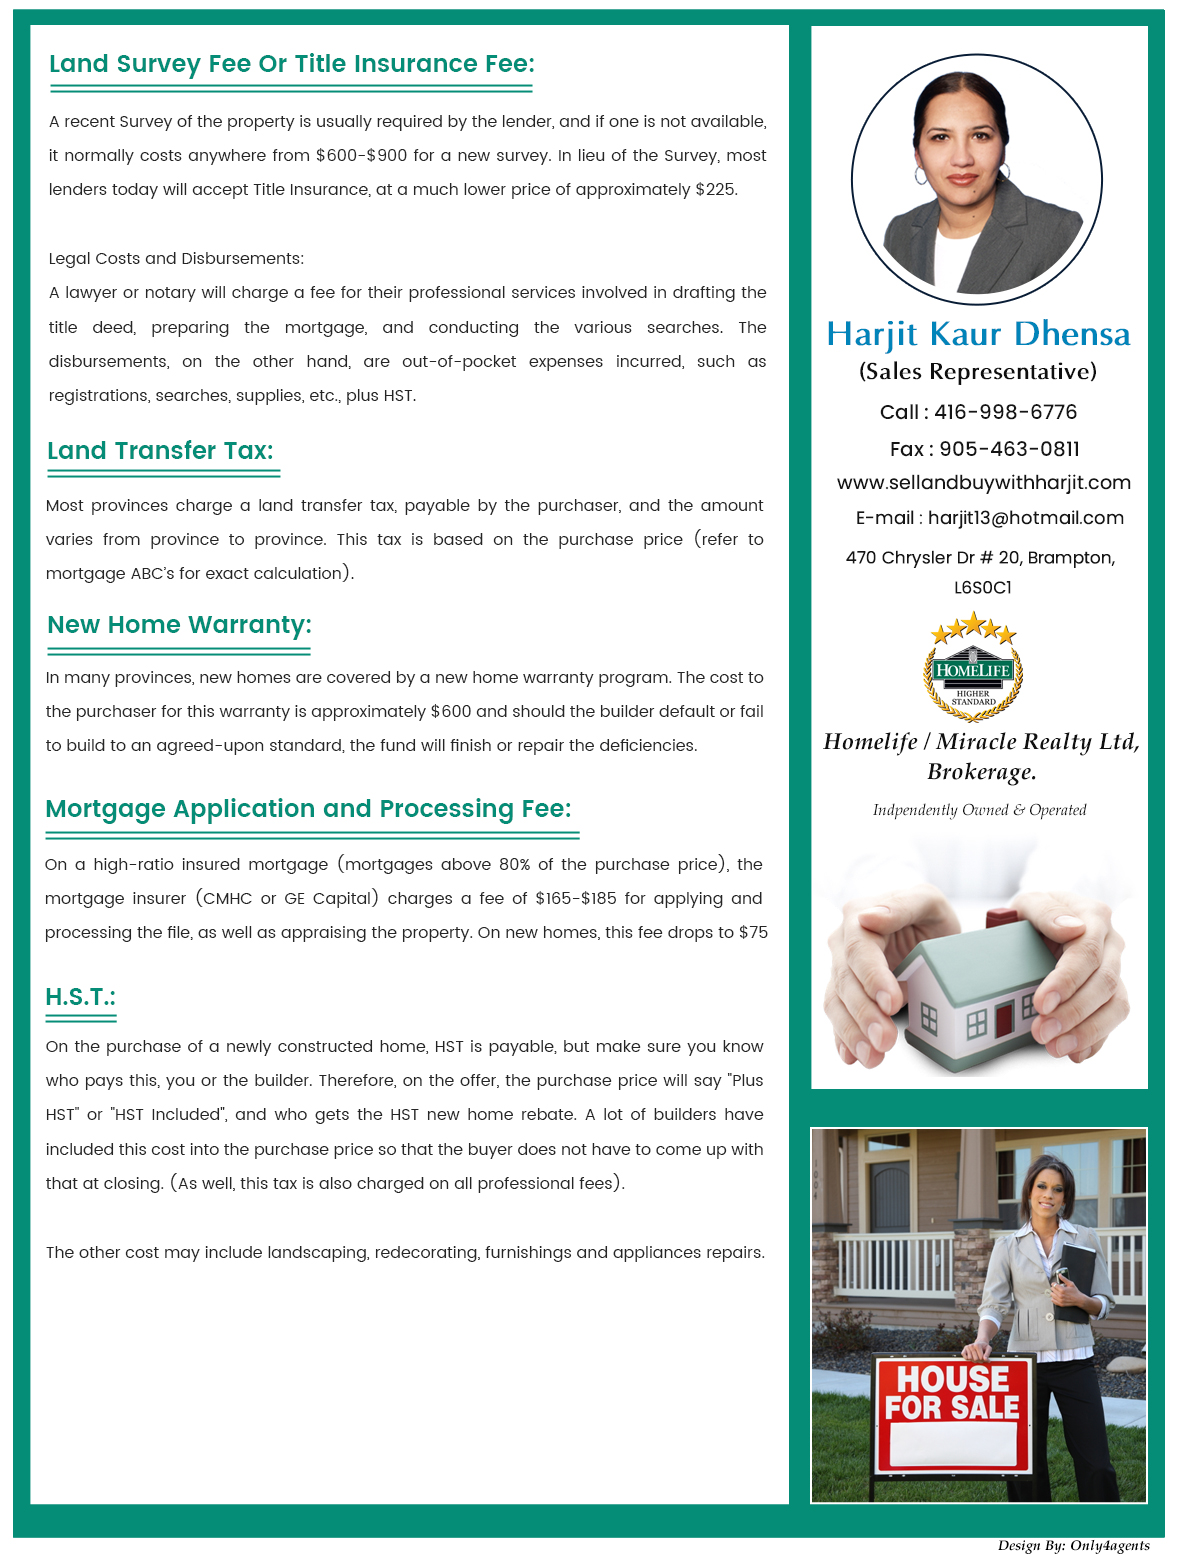 Land Survey Fee Or Title Insurance Fee:
A recent Survey of the property is usually required by the lender, and if one is not available,
it normally costs anywhere from $600-$900 for a new survey. In lieu of the Survey, most
lenders today will accept Title Insurance, at a much lower price of approximately $225.
Legal Costs and Disbursements:
A lawyer or notary will charge a fee for their professional services involved in drafting the
title deed, preparing the mortgage, and conducting the various searches. The
disbursements, on the other hand, are out-of-pocket expenses incurred, such as
registrations, searches, supplies, etc., plus HST.
Land Transfer Tax:
Most provinces charge a land transfer tax, payable by the purchaser, and the amount
varies from province to province. This tax is based on the purchase price (refer to
mortgage ABC’s for exact calculation).
New Home Warranty:
In many provinces, new homes are covered by a new home warranty program. The cost to
the purchaser for this warranty is approximately $600 and should the builder default or fail
to build to an agreed-upon standard, the fund will finish or repair the deficiencies.
Mortgage Application and Processing Fee:
On a high-ratio insured mortgage (mortgages above 80% of the purchase price), the
mortgage insurer (CMHC or GE Capital) charges a fee of $165-$185 for applying and
processing the file, as well as appraising the property. On new homes, this fee drops to $75
H.S.T.:
On the purchase of a newly constructed home, HST is payable, but make sure you know
who pays this, you or the builder. Therefore, on the offer, the purchase price will say "Plus
HST" or "HST Included", and who gets the HST new home rebate. A lot of builders have
included this cost into the purchase price so that the buyer does not have to come up with
that at closing. (As well, this tax is also charged on all professional fees).
The other cost may include landscaping, redecorating, furnishings and appliances repairs.
Harjit Kaur Dhensa
(Sales Representative)
Call : 416-998-6776
Fax : 905-463-0811
www.sellandbuywithharjit.com
E-mail : harjit13@hotmail.com
470 Chrysler Dr # 20, Brampton,
L6S0C1
HOMELIFE
HIGHER
STANDARD
Homelife / Miracle Realty Ltd,
Brokerage.
Indpendently Owned & Operated
1004
HOUSE
FOR SALE
Design By: Only4agents